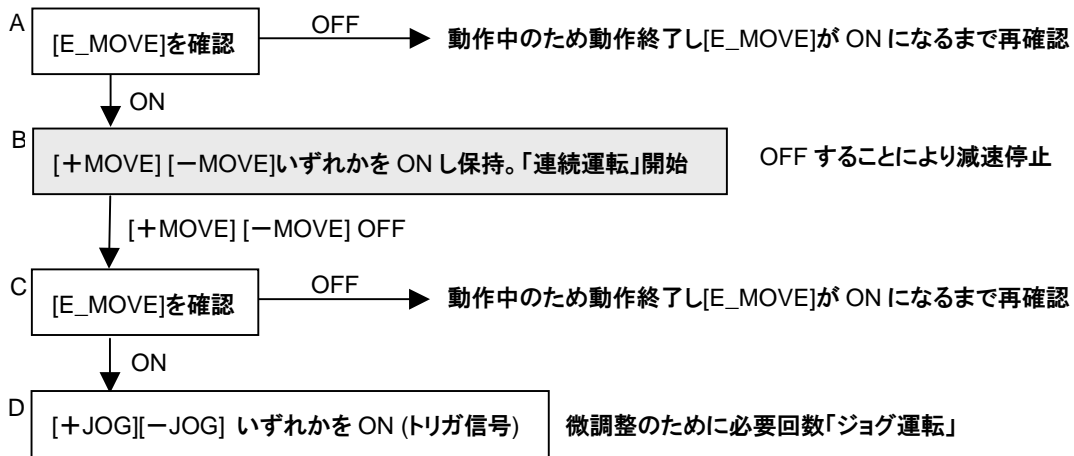 A
[E_MOVE]を確認
OFF
動作中のため動作終了し[E_MOVE]が ON になるまで再確認
ON
B
[＋MOVE] [－MOVE]いずれかを ON し保持。「連続運転」開始
OFF することにより減速停止
[＋MOVE] [－MOVE] OFF
C
[E_MOVE]を確認
OFF
動作中のため動作終了し[E_MOVE]が ON になるまで再確認
ON
D
[＋JOG][－JOG] いずれかを ON (トリガ信号)
微調整のために必要回数「ジョグ運転」